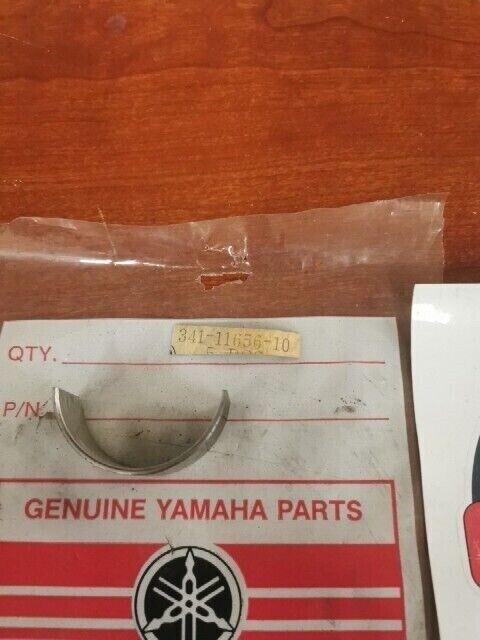 341-11656-10
QTY.
P/N
GENUINE YAMAHA PARTS